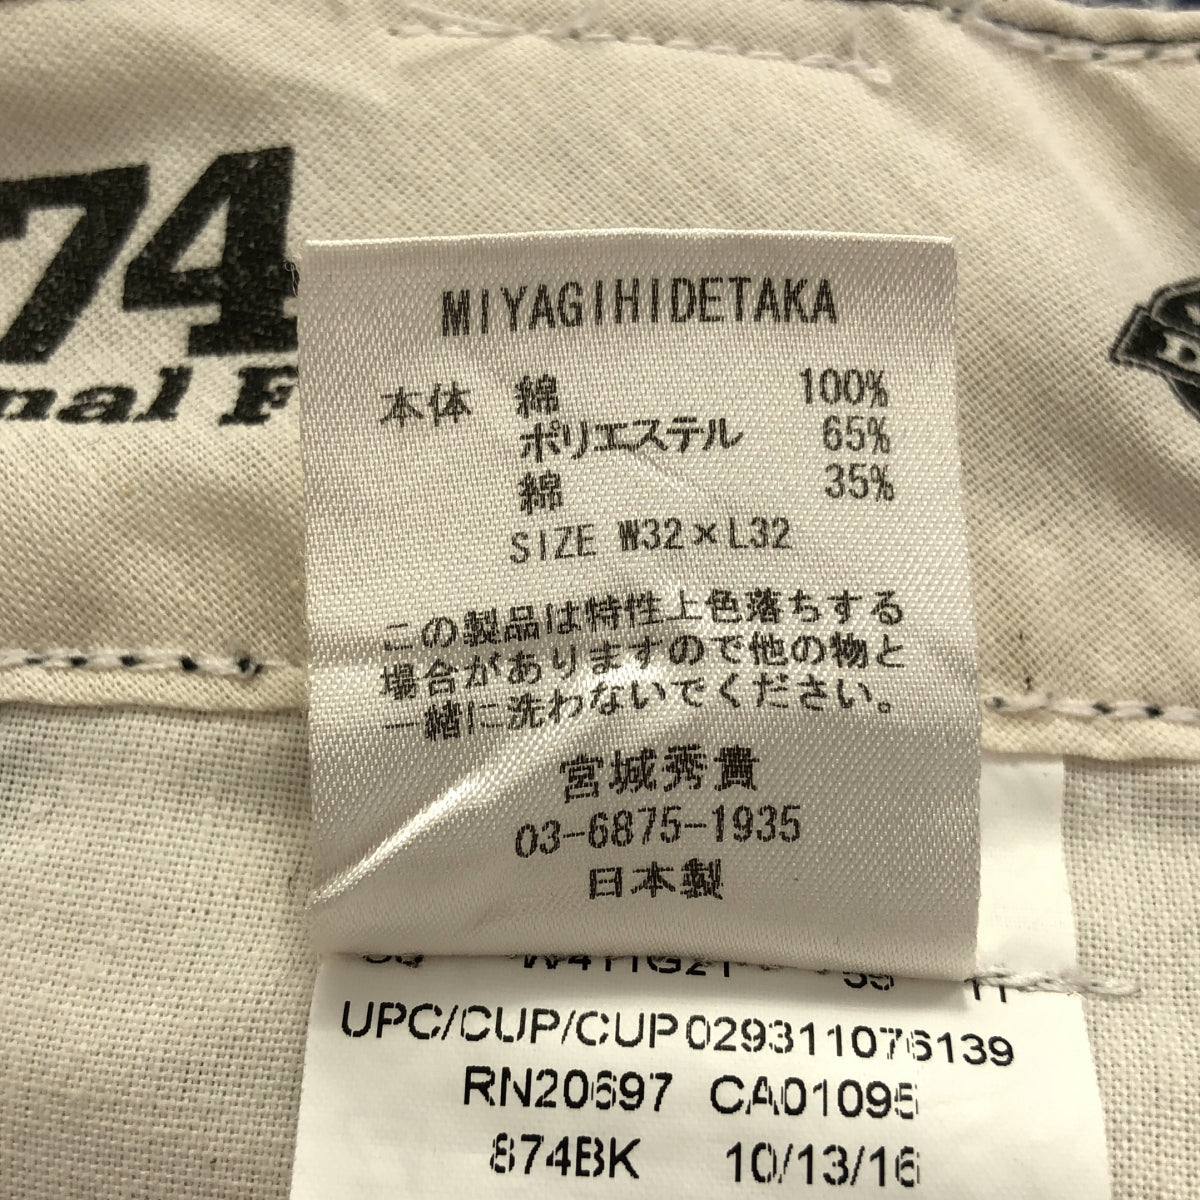 74
nal F
MIYAGIHIDETAKA
本体 綿 100%
ポリエステル 65%
綿 35%
SIZE W32×L32
この製品は特性上色落ちする
場合がありますので他の物と
一緒に洗わないでください。
宮城秀貴
03-6875-1935
日本製
UPC/CUP/CUP029311076139
RN20697 CA01095
874BK 10/13/16